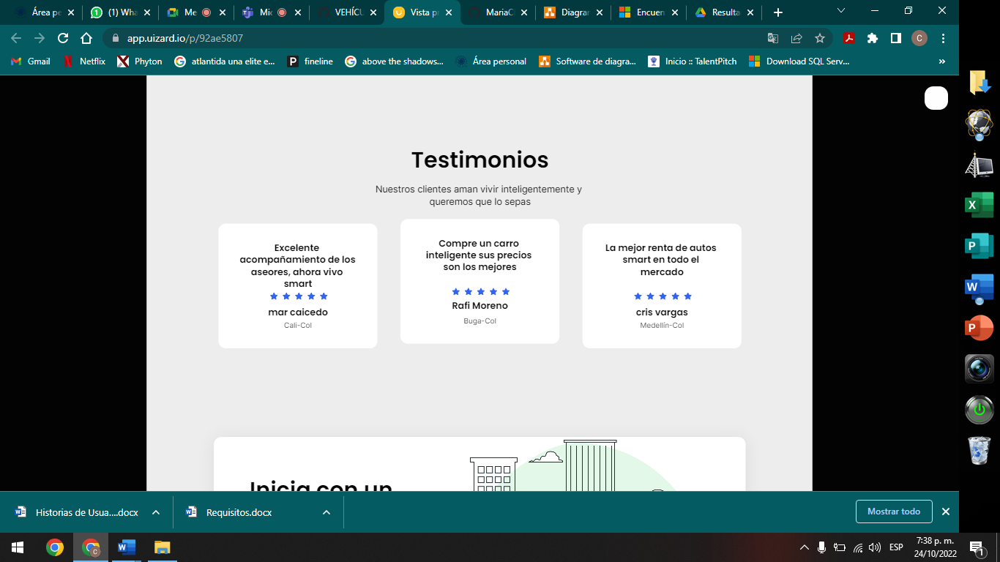 Área pe
(1) Wha
Me
Mic
VEHÍCU
Vista pr
MariaCl
Diagrar
Encuen
Resulta
app.uizard.io/p/92ae5807
C
Gmail
Netflix
Phyton
atlantida una elite e...
fineline
above the shadows...
Área personal
Software de diagra...
Inicio :: TalentPitch
Download SQL Serv...
»
Testimonios
Nuestros clientes aman vivir inteligentemente y
queremos que lo sepas
Excelente
acompañamiento de los
aseores, ahora vivo
smart
mar caicedo
Cali-Col
Compre un carro
inteligente sus precios
son los mejores
Rafi Moreno
Buga-Col
La mejor renta de autos
smart en todo el
mercado
cris vargas
Medellín-Col
Inicia con un
Historias de Usua....docx
Requisitos.docx
Mostrar todo
ESP
7:38 p. m.
24/10/2022
1